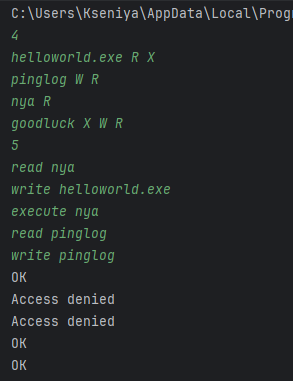 C:\Users\Kseniya\AppData\Local\Prog
4
helloworld.exe R X
pinglog W R
nya R
goodluck X W R
5
read nya
write helloworld.exe
execute nya
read pinglog
write pinglog
OK
Access denied
Access denied
OK
OK